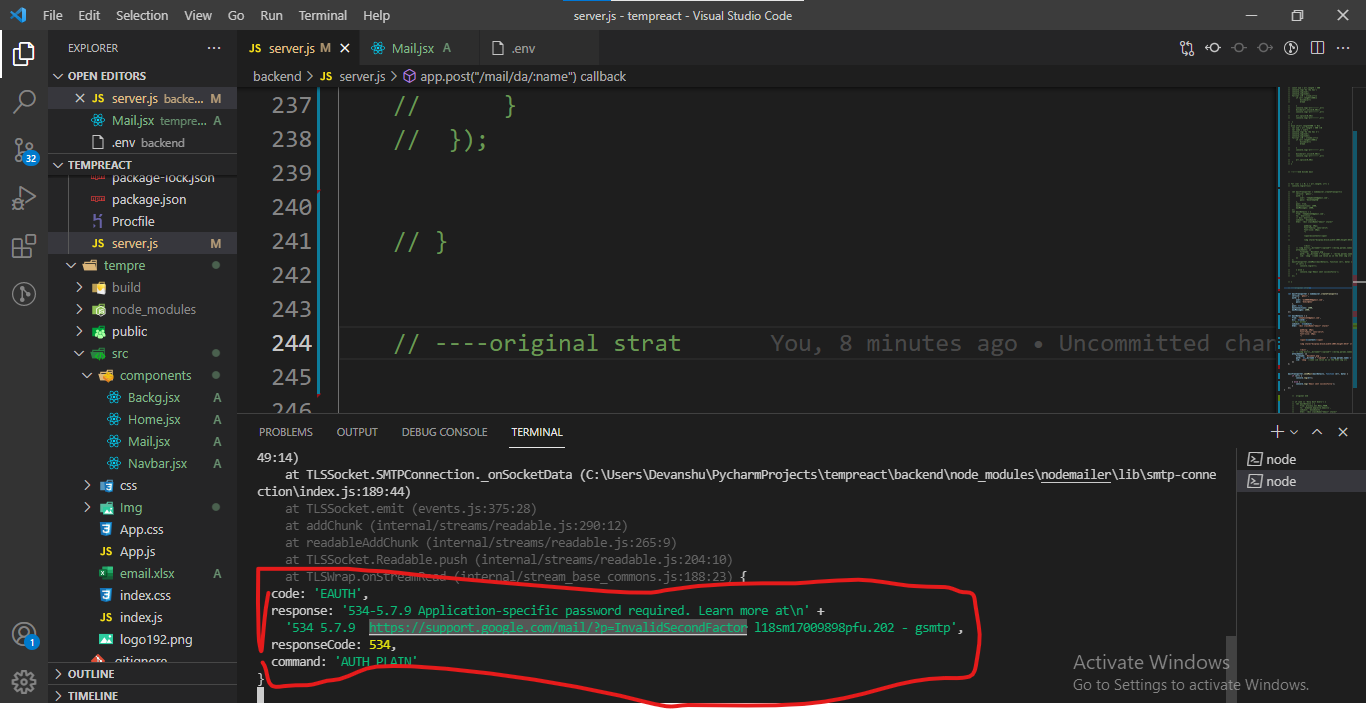 File Edit Selection View Go Run Terminal Help
server.js - tempreact - Visual Studio Code
EXPLORER
OPEN EDITORS
server.js backe... M
Mail.jsx tempre... A
.env backend
TEMPREACT
package-lock.json
package.json
Procfile
server.js M
tempre
build
node_modules
public
src
components
Backg.jsx A
Home.jsx A
Mail.jsx A
Navbar.jsx A
css
Img
App.css
App.js
email.xlsx A
index.css
index.js
logo192.png
.gitignore
OUTLINE
TIMELINE
32
1
server.js M
Mail.jsx A
.env
backend > server.js > app.post("/mail/da/:name") callback
237 // }
238 // });
239
240
241 // }
242
243
244 // ----original strat You, 8 minutes ago • Uncommitted char
245
246
PROBLEMS OUTPUT DEBUG CONSOLE TERMINAL
49:14)
at TLSSocket.SMTPConnection._onSocketData (C:\Users\Devanshu\PycharmProjects\tempreact\backend\node_modules\nodemailer\lib\smtp-conne
ction\index.js:189:44)
at TLSSocket.emit (events.js:375:28)
at addChunk (internal/streams/readable.js:290:12)
at readableAddChunk (internal/streams/readable.js:265:9)
at TLSSocket.Readable.push (internal/streams/readable.js:204:10)
at TLSWrap.onStreamRead (internal/stream_base_commons.js:188:23) {
code: 'EAUTH',
response: '534-5.7.9 Application-specific password required. Learn more at\n' +
'534 5.7.9  https://support.google.com/mail/?p=InvalidSecondFactor l18sm17009898pfu.202 - gsmtp',
responseCode: 534,
command: 'AUTH PLAIN'
}
node
node
Activate Windows
Go to Settings to activate Windows.